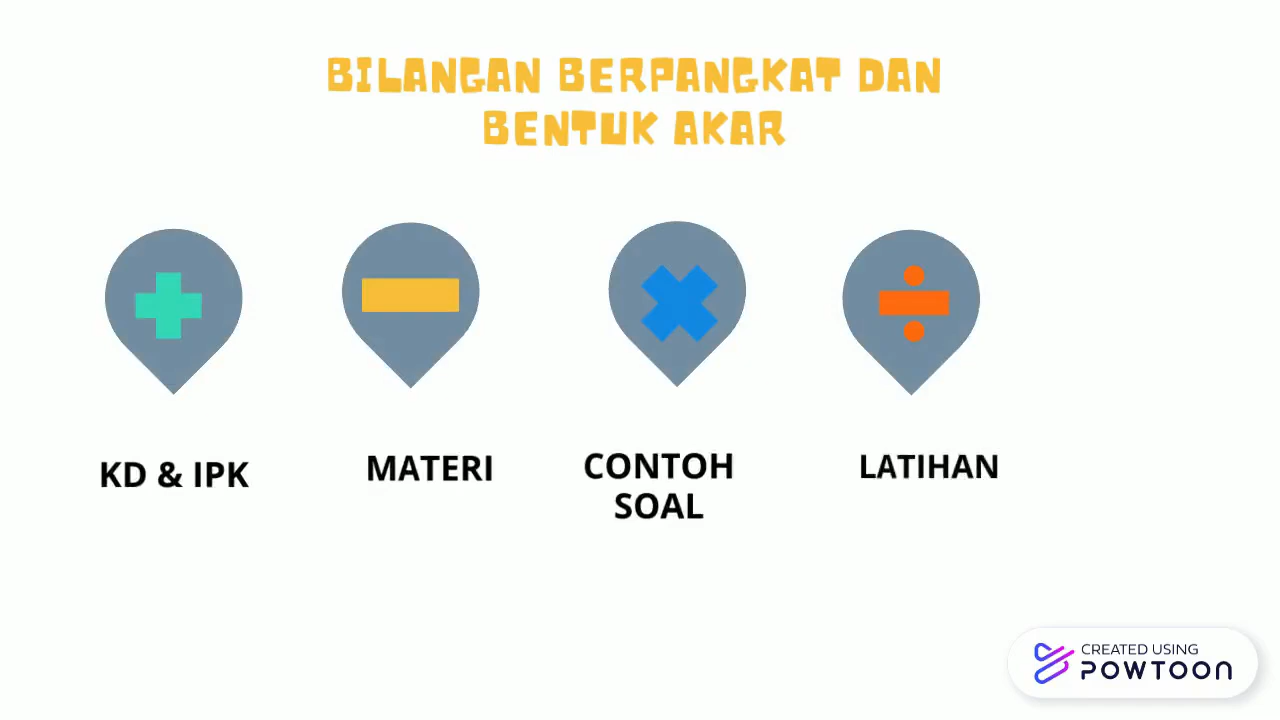 BILANGAN BERPANGKAT DAN
BENTUK AKAR
KD & IPK
MATERI
CONTOH
SOAL
LATIHAN
CREATED USING
POWTOON